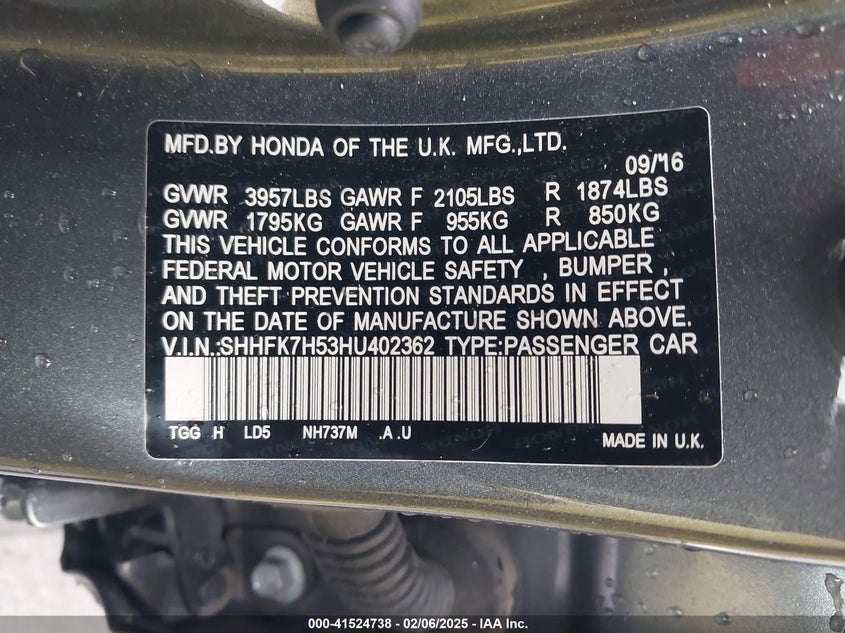 MFD.BY HONDA OF THE U.K. MFG.,LTD.
09/16
GVWR 3957LBS GAWR F 2105LBS R 1874LBS
GVWR 1795KG GAWR F 955KG R 850KG
THIS VEHICLE CONFORMS TO ALL APPLICABLE
FEDERAL MOTOR VEHICLE SAFETY , BUMPER ,
AND THEFT PREVENTION STANDARDS IN EFFECT
ON THE DATE OF MANUFACTURE SHOWN ABOVE.
V.I.N.:SHHFK7H53HU402362 TYPE:PASSENGER CAR
TGG H LD5 NH737M .A .U
MADE IN U.K.
000-41524738 - 02/06/2025 - IAA Inc.